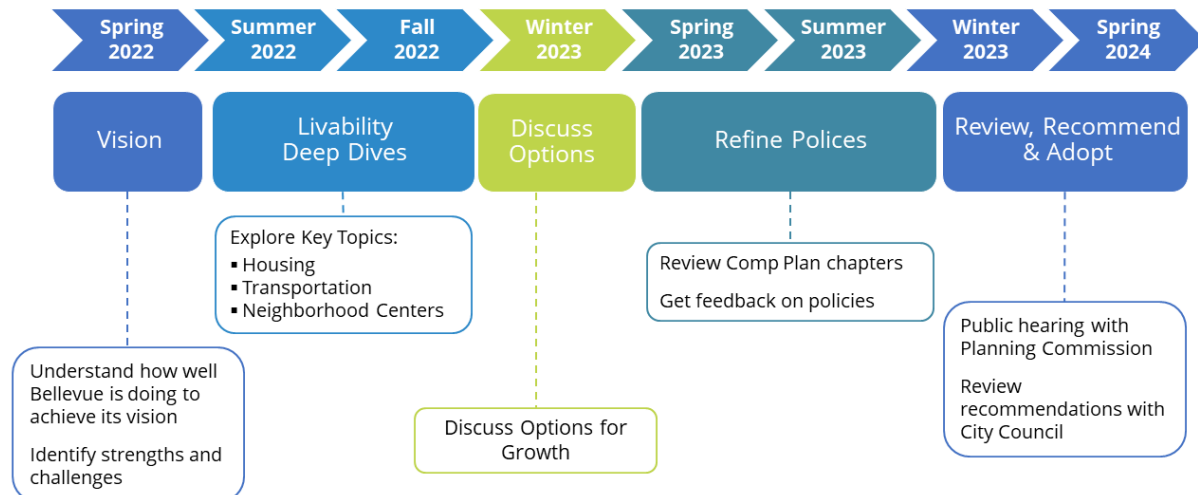 Spring
2022
Summer
2022
Fall
2022
Winter
2023
Spring
2023
Summer
2023
Winter
2023
Spring
2024
Vision
Livability
Deep Dives
Discuss
Options
Refine Polices
Review, Recommend
& Adopt
Explore Key Topics:
▪ Housing
▪ Transportation
▪ Neighborhood Centers
Review Comp Plan chapters
Get feedback on policies
Public hearing with
Planning Commission
Review
recommendations with
City Council
Understand how well
Bellevue is doing to
achieve its vision
Identify strengths and
challenges
Discuss Options for
Growth